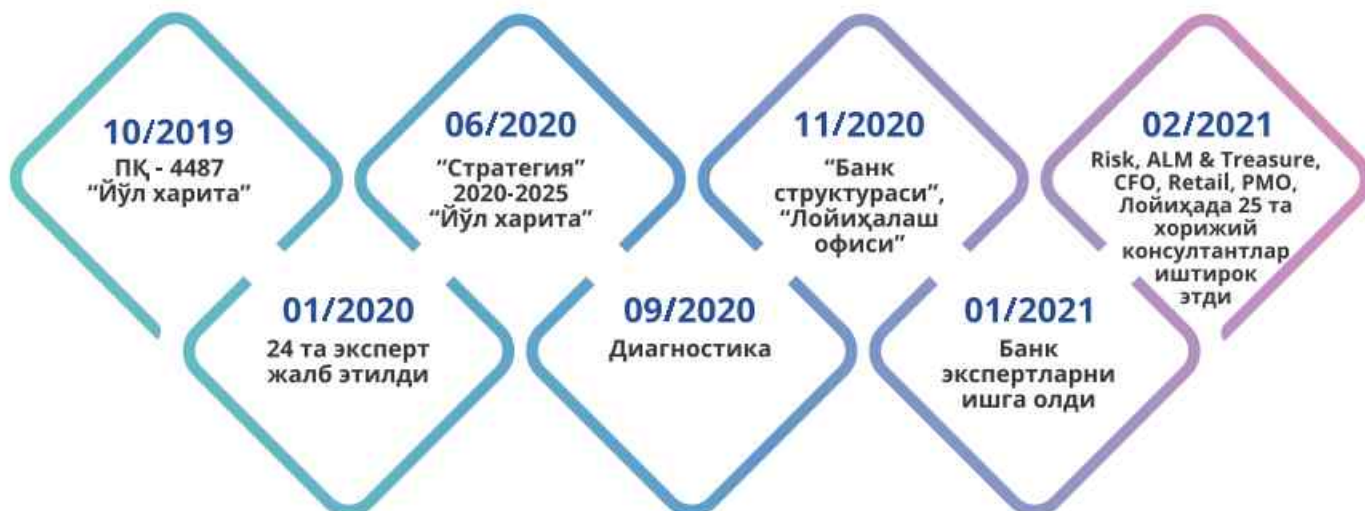 10/2019
ПҚ - 4487
“Йўл харита”
01/2020
24 та эксперт
жалб этилди
06/2020
“Стратегия”
2020-2025
“Йўл харита”
09/2020
Диагностика
11/2020
“Банк
структураси”,
“Лойиҳалаш
офиси”
01/2021
Банк
экспертларни
ишга олди
02/2021
Risk, ALM & Treasure,
CFO, Retail, PMO,
Лойиҳада 25 та
хорижий
консултантлар
иштирок
этди